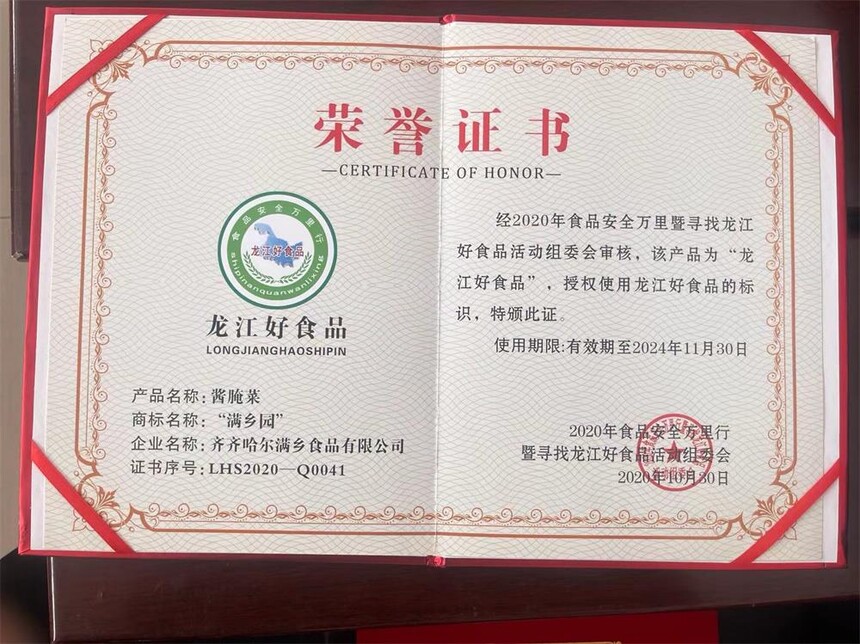 荣誉证书
—CERTIFICATE OF HONOR—
食品安全万里行
龙江好食品
shipinanquanwanlixing
龙江好食品
LONGJIANGHAOSHIPIN
产品名称:酱腌菜
商标名称:“满乡园”
企业名称:齐齐哈尔满乡食品有限公司
证书序号:LHS2020—Q0041
经2020年食品安全万里暨寻找龙江
好食品活动组委会审核，该产品为“龙
江好食品”，授权使用龙江好食品的标
识，特颁此证。
使用期限:有效期至2024年11月30日
2020年食品安全万里行
暨寻找龙江好食品活动组委会
2020年10月30日